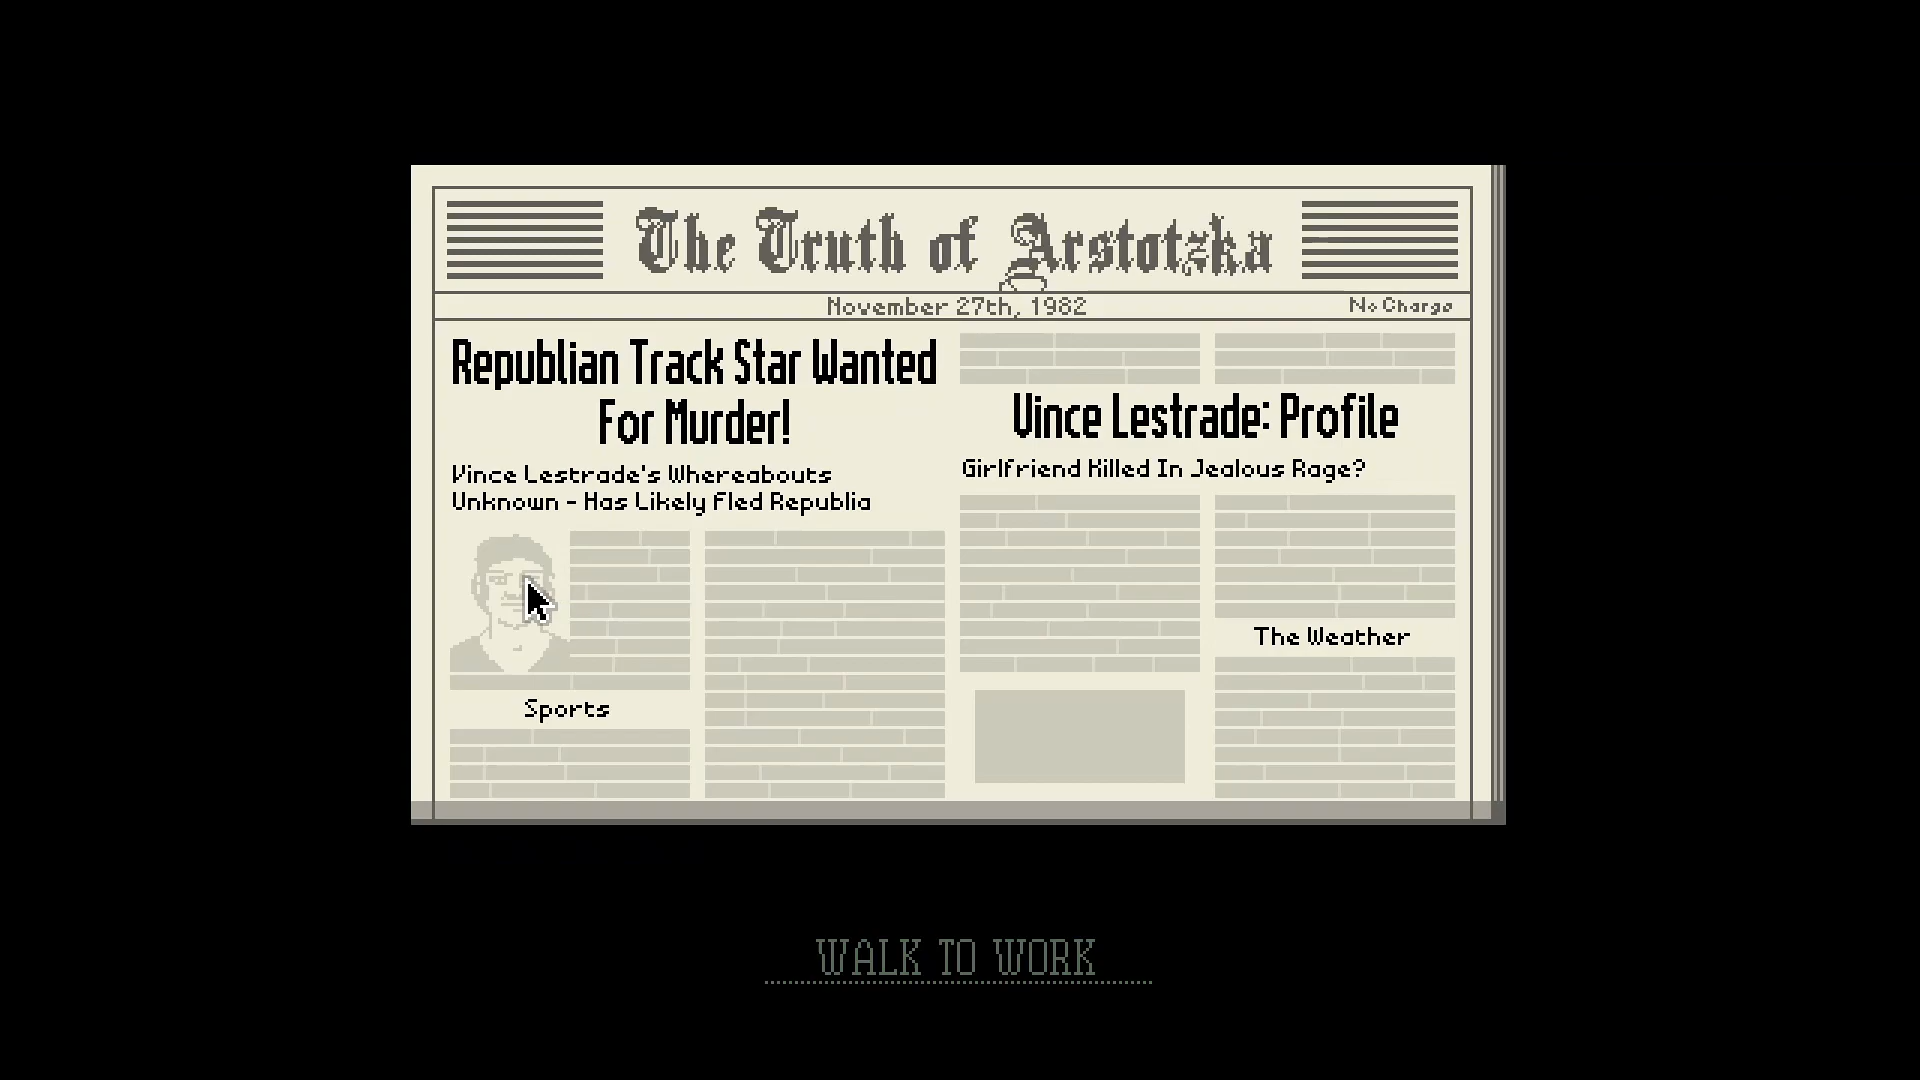 The Truth of Arstotzka
November 27th, 1982
No Charge
Republian Track Star Wanted
For Murder!
Vince Lestrade's Whereabouts
Unknown - Has Likely Fled Republia
Sports
Vince Lestrade: Profile
Girlfriend Killed In Jealous Rage?
The Weather
WALK TO WORK